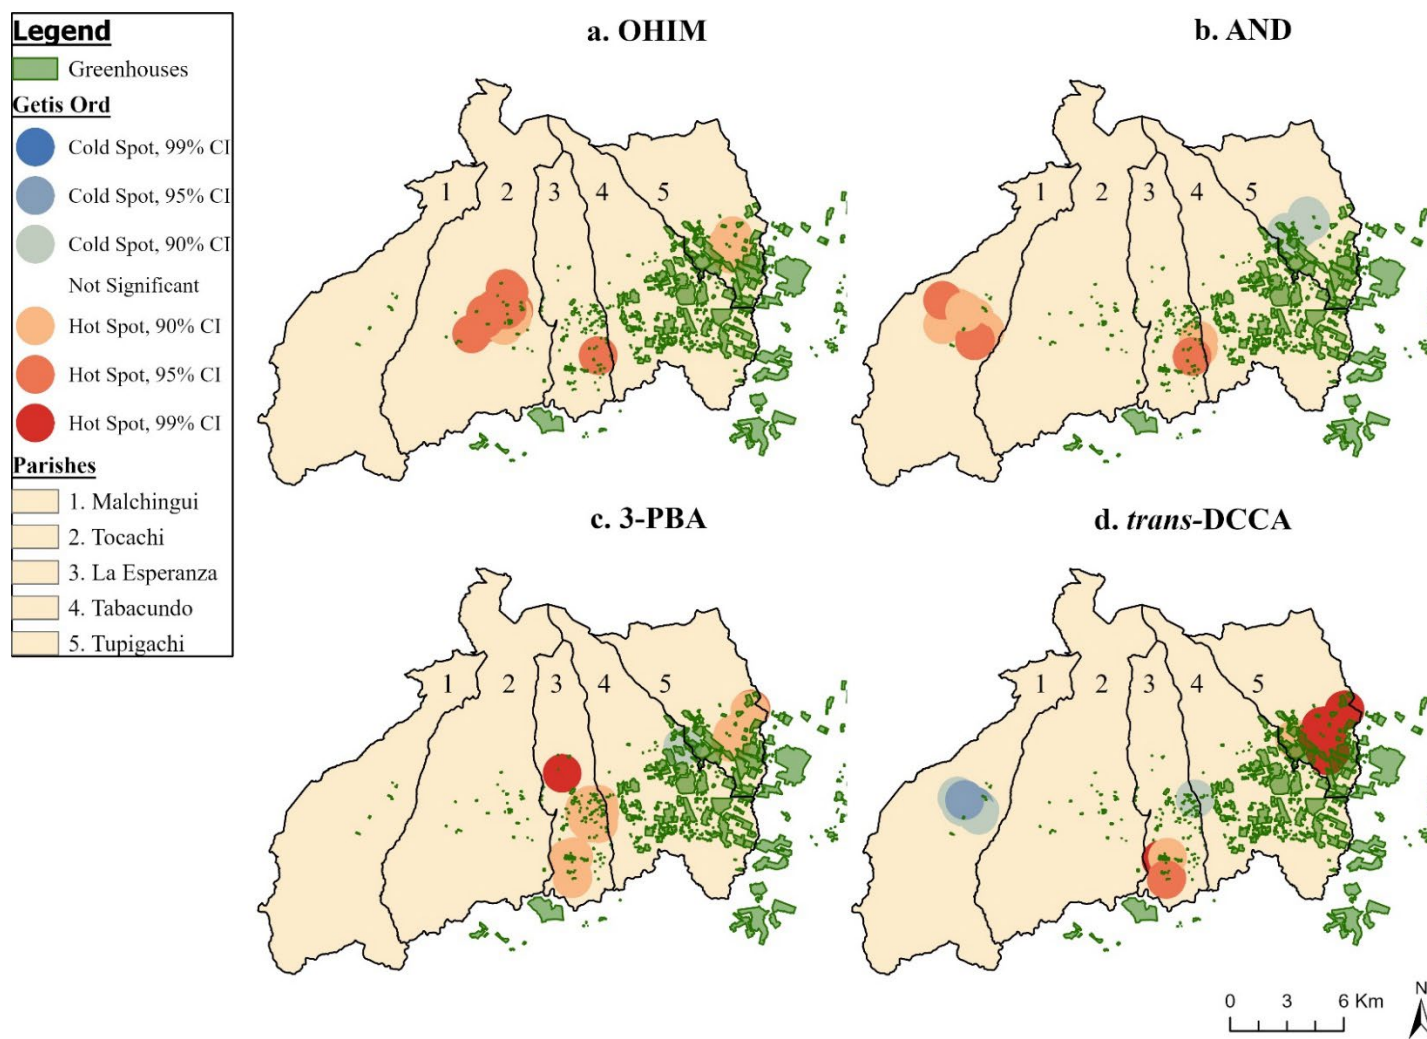 Legend
Greenhouses
Getis Ord
Cold Spot, 99% CI
Cold Spot, 95% CI
Cold Spot, 90% CI
Not Significant
Hot Spot, 90% CI
Hot Spot, 95% CI
Hot Spot, 99% CI
Parishes
1. Malchingui
2. Tocachi
3. La Esperanza
4. Tabacundo
5. Tupigachi
a. OHIM
1 2 3 4 5
b. AND
1 2 3 4 5
c. 3-PBA
1 2 3 4 5
d. trans-DCCA
1 2 3 4 5
0 3 6 Km
N